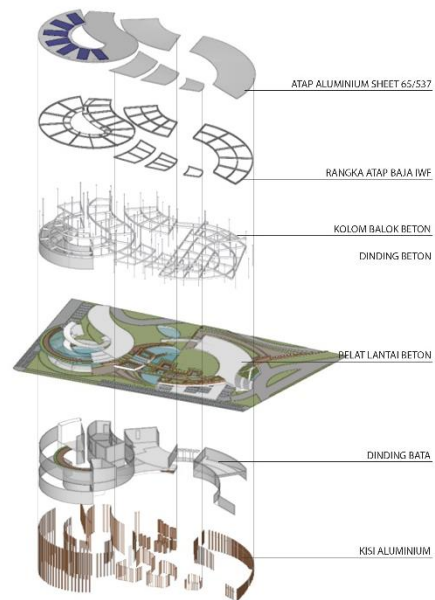 ATAP ALUMINIUM SHEET 65/537
RANGKA ATAP BAJA IWF
KOLOM BALOK BETON
DINDING BETON
PELAT LANTAI BETON
DINDING BATA
KISI ALUMINIUM